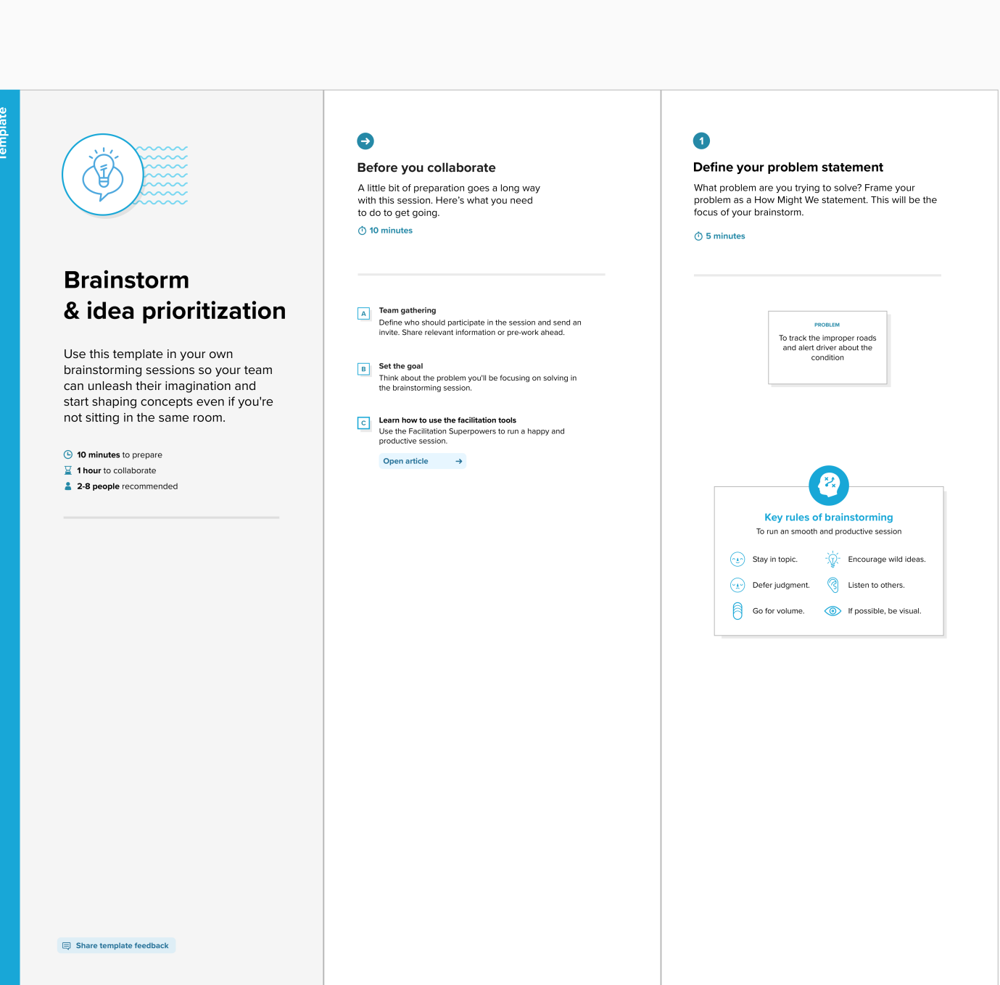 Template
Brainstorm
& idea prioritization
Use this template in your own
brainstorming sessions so your team
can unleash their imagination and
start shaping concepts even if you're
not sitting in the same room.
10 minutes to prepare
1 hour to collaborate
2-8 people recommended
Share template feedback
Before you collaborate
A little bit of preparation goes a long way
with this session. Here’s what you need
to do to get going.
10 minutes
A
Team gathering
Define who should participate in the session and send an
invite. Share relevant information or pre-work ahead.
B
Set the goal
Think about the problem you'll be focusing on solving in
the brainstorming session.
C
Learn how to use the facilitation tools
Use the Facilitation Superpowers to run a happy and
productive session.
Open article
1
Define your problem statement
What problem are you trying to solve? Frame your
problem as a How Might We statement. This will be the
focus of your brainstorm.
5 minutes
PROBLEM
To track the improper roads
and alert driver about the
condition
Key rules of brainstorming
To run an smooth and productive session
Stay in topic.
Encourage wild ideas.
Defer judgment.
Listen to others.
Go for volume.
If possible, be visual.